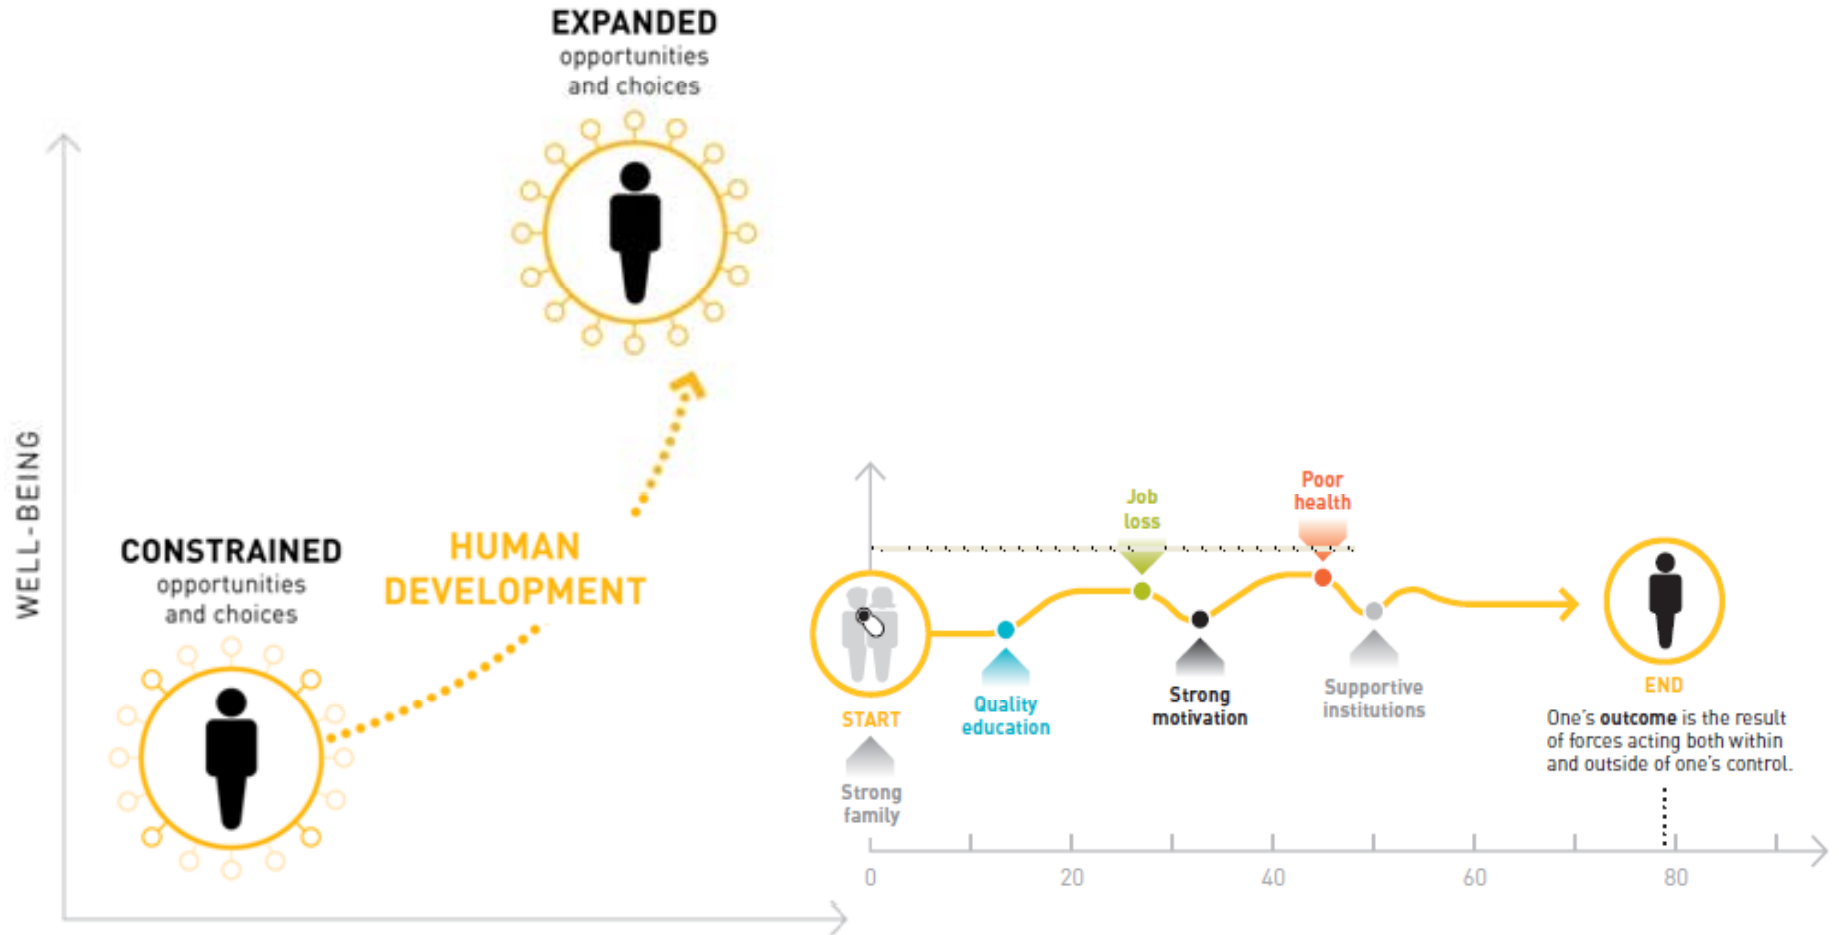 EXPANDED
opportunities
and choices
WELL-BEING
CONSTRAINED
opportunities
and choices
HUMAN
DEVELOPMENT
Job
loss
Poor
health
START
Strong
family
Quality
education
Strong
motivation
Supportive
institutions
END
One's outcome is the result
of forces acting both within
and outside of one's control.
0
20
40
60
80